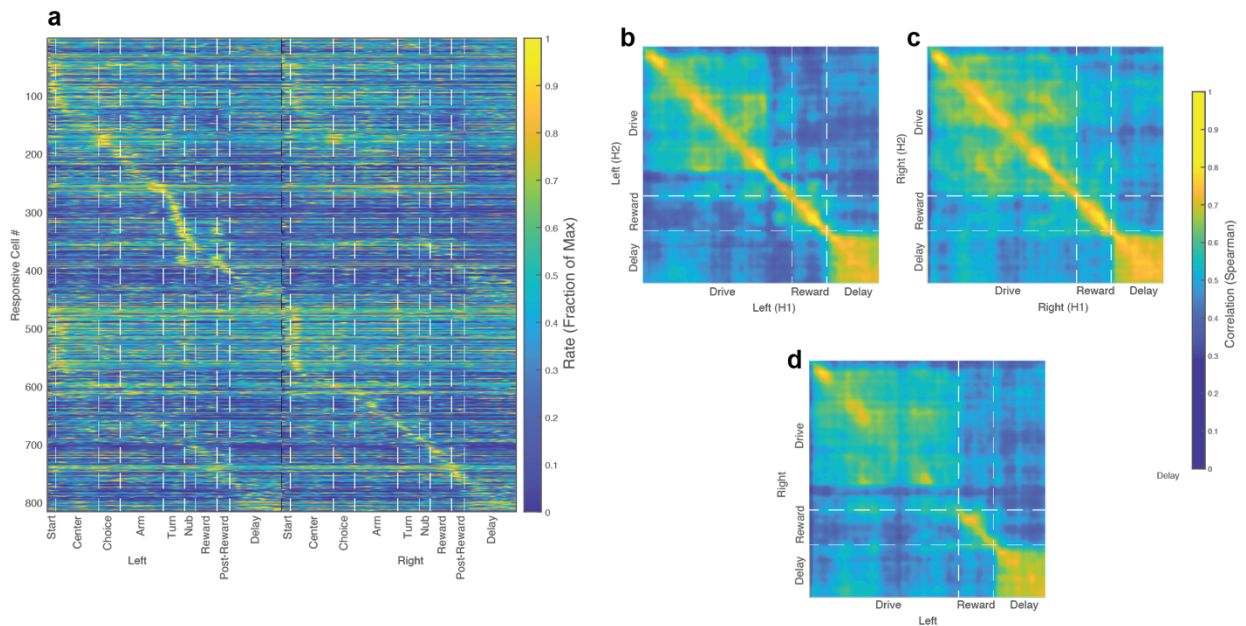 a
Responsive Cell #
100
200
300
400
500
600
700
800
Start
Center
Choice
Arm
Turn
Nub
Reward
Post-Reward
Delay
Left
Start
Center
Choice
Arm
Turn
Nub
Reward
Post-Reward
Delay
Right
1
0.9
0.8
0.7
0.6
0.5
0.4
0.3
0.2
0.1
0
Rate (Fraction of Max)
b
Left (H2)
Drive
Reward
Delay
Drive Reward Delay
Left (H1)
c
Right (H2)
Drive
Reward
Delay
Drive Reward Delay
Right (H1)
1
0.9
0.8
0.7
0.6
0.5
0.4
0.3
0.2
0.1
0
Correlation (Spearman)
Delay
d
Right
Drive
Reward
Delay
Drive Reward Delay
Left